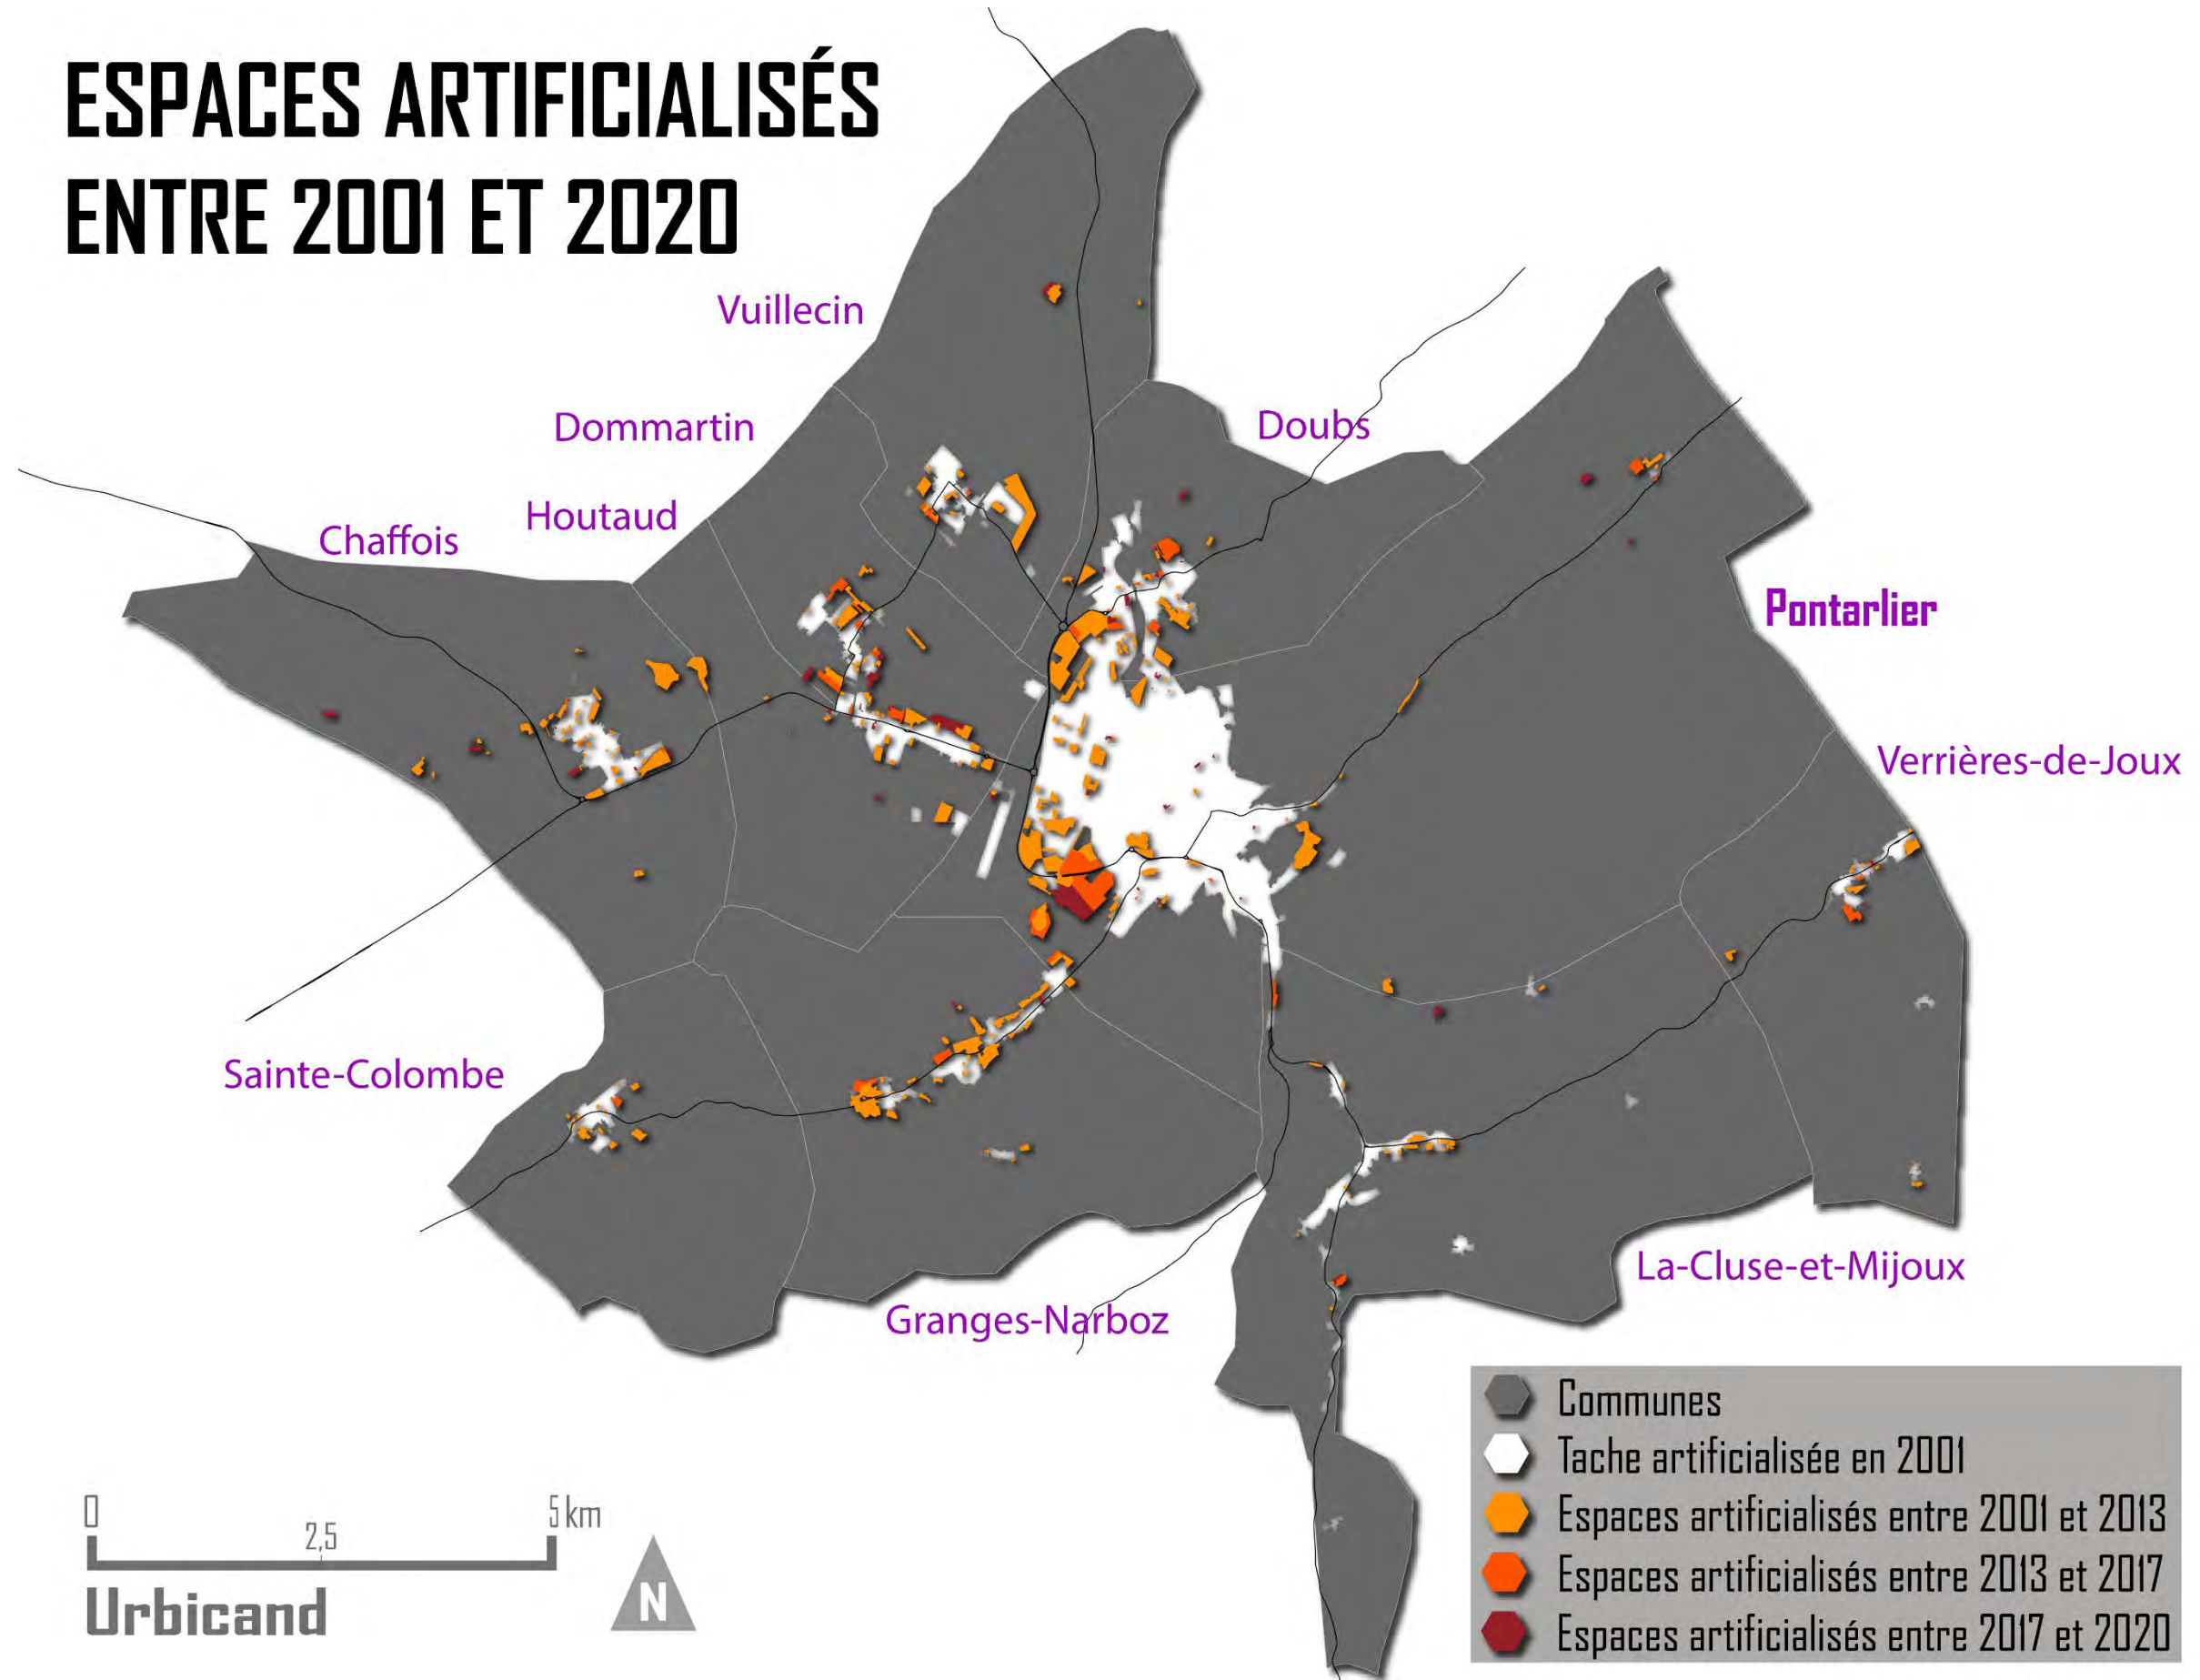 ESPACES ARTIFICIALISÉS
ENTRE 2001 ET 2020
Vuillecin
Dommartin
Doubs
Houtaud
Chaffois
Pontarlier
Verrières-de-Joux
Sainte-Colombe
La-Cluse-et-Mijoux
Granges-Narboz
Communes
Tache artificialisée en 2001
Espaces artificialisés entre 2001 et 2013
Espaces artificialisés entre 2013 et 2017
Espaces artificialisés entre 2017 et 2020
0 2,5 5 km
Urbicand
N